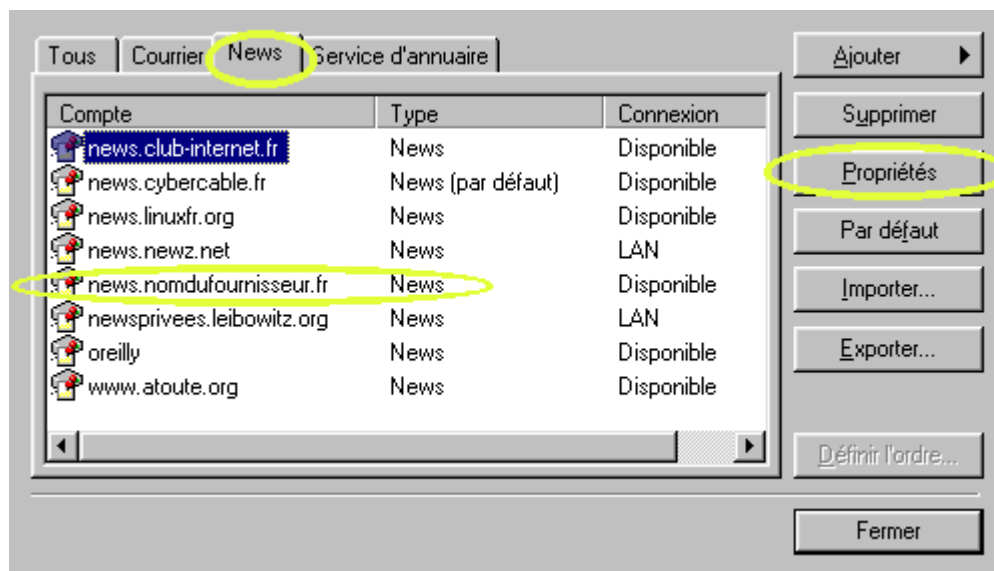 Tous Courrier News Service d'annuaire
Ajouter
Compte Type Connexion
news.club-internet.fr News Disponible
news.cybercable.fr News (par défaut) Disponible
news.linuxfr.org News Disponible
news.newz.net News LAN
news.nomdufournisseur.fr News Disponible
newsprivees.leibowitz.org News LAN
oreilly News Disponible
www.atoute.org News Disponible
Supprimer
Propriétés
Par défaut
Importer...
Exporter...
Définir l'ordre...
Fermer